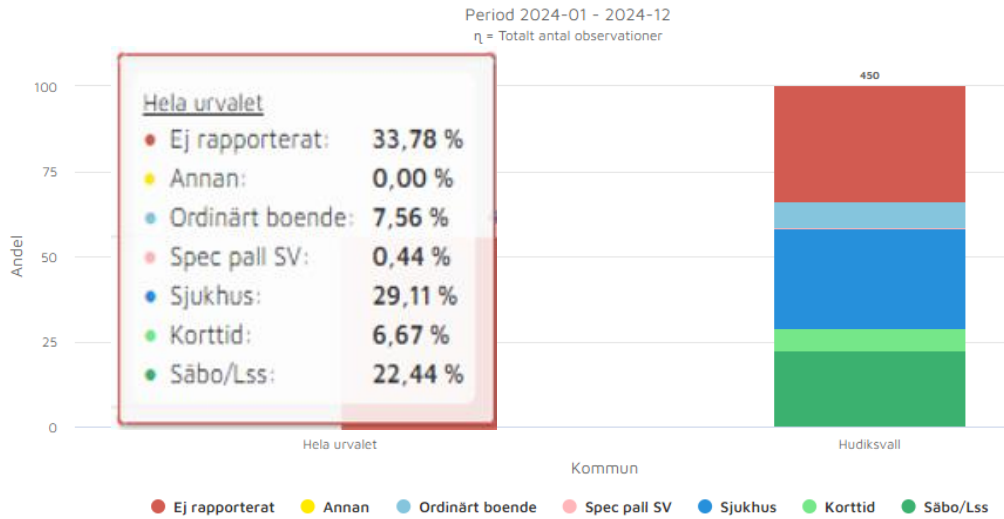 Period 2024-01 - 2024-12
η = Totalt antal observationer
Hela urvalet
Ej rapporterat: 33,78 %
Annan: 0,00 %
Ordinärt boende: 7,56 %
Spec pall SV: 0,44 %
Sjukhus: 29,11 %
Korttid: 6,67 %
Säbo/Lss: 22,44 %
450
100
75
50
25
0
Andel
Hela urvalet Hudiksvall
Kommun
Ej rapporterat Annan Ordinärt boende Spec pall SV Sjukhus Korttid Säbo/Lss